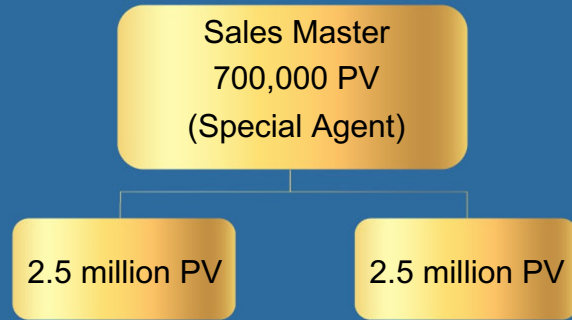 Sales Master
700,000 PV
(Special Agent)
2.5 million PV
2.5 million PV